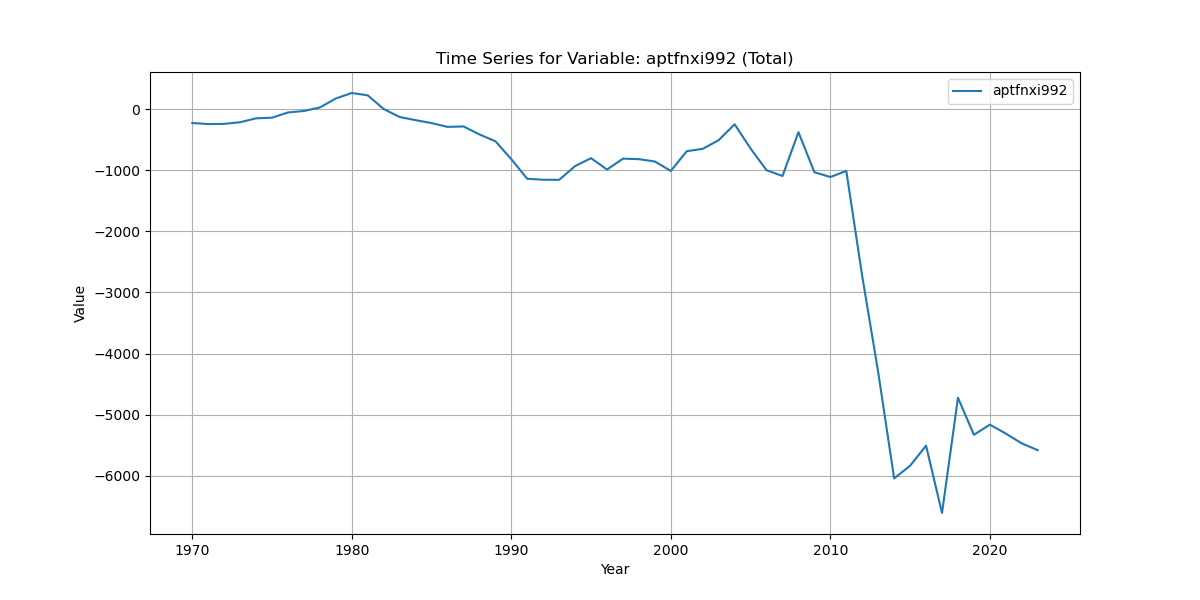 Time Series for Variable: aptfnxi992 (Total)
aptfnxi992
0
−1000
−2000
−3000
−4000
−5000
−6000
Value
1970 1980 1990 2000 2010 2020
Year